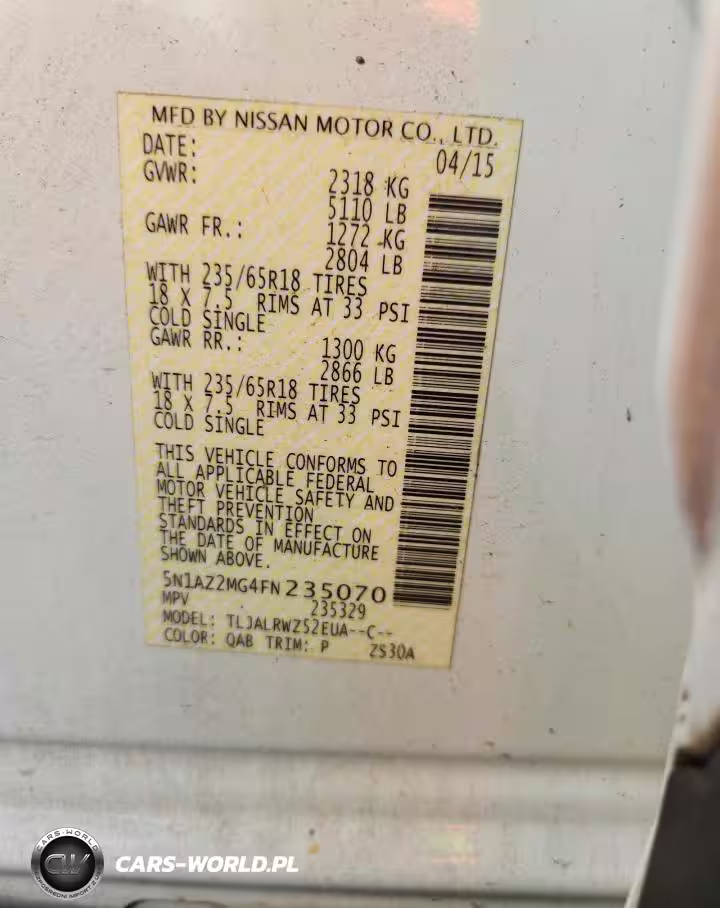 MFD BY NISSAN MOTOR CO., LTD.
DATE: 04/15
GVWR: 2318 KG
5110 LB
GAWR FR.: 1272 KG
2804 LB
WITH 235/65R18 TIRES
18 X 7.5 RIMS AT 33 PSI
COLD SINGLE
GAWR RR.: 1300 KG
2866 LB
WITH 235/65R18 TIRES
18 X 7.5 RIMS AT 33 PSI
COLD SINGLE
THIS VEHICLE CONFORMS TO
ALL APPLICABLE FEDERAL
MOTOR VEHICLE SAFETY AND
THEFT PREVENTION
STANDARDS IN EFFECT ON
THE DATE OF MANUFACTURE
SHOWN ABOVE.
5N1AZ2MG4FN235070
MPV 235329
MODEL: TLJALRWZ52EUA--C--
COLOR: QAB TRIM: P ZS30A
CARS-WORLD
CW
CARS-WORLD.PL